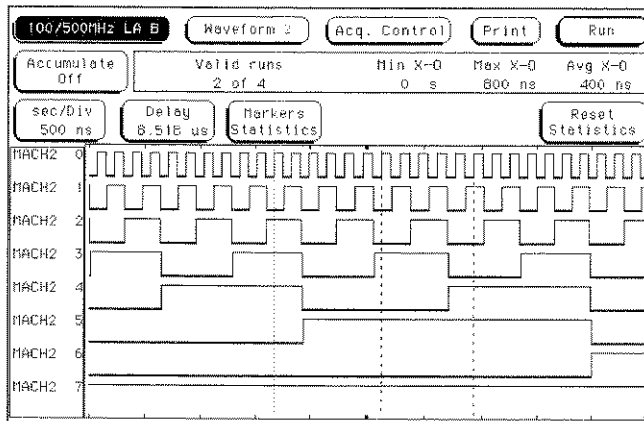 100/500MHz LA B Waveform 2 Acq. Control Print Run
Accumulate Off Valid runs 2 of 4 Min X-O 0 s Max X-O 800 ns Avg X-O 400 ns
sec/Div 500 ns Delay 8.518 us Markers Statistics Reset Statistics
MACH2 0
MACH2 1
MACH2 2
MACH2 3
MACH2 4
MACH2 5
MACH2 6
MACH2 7